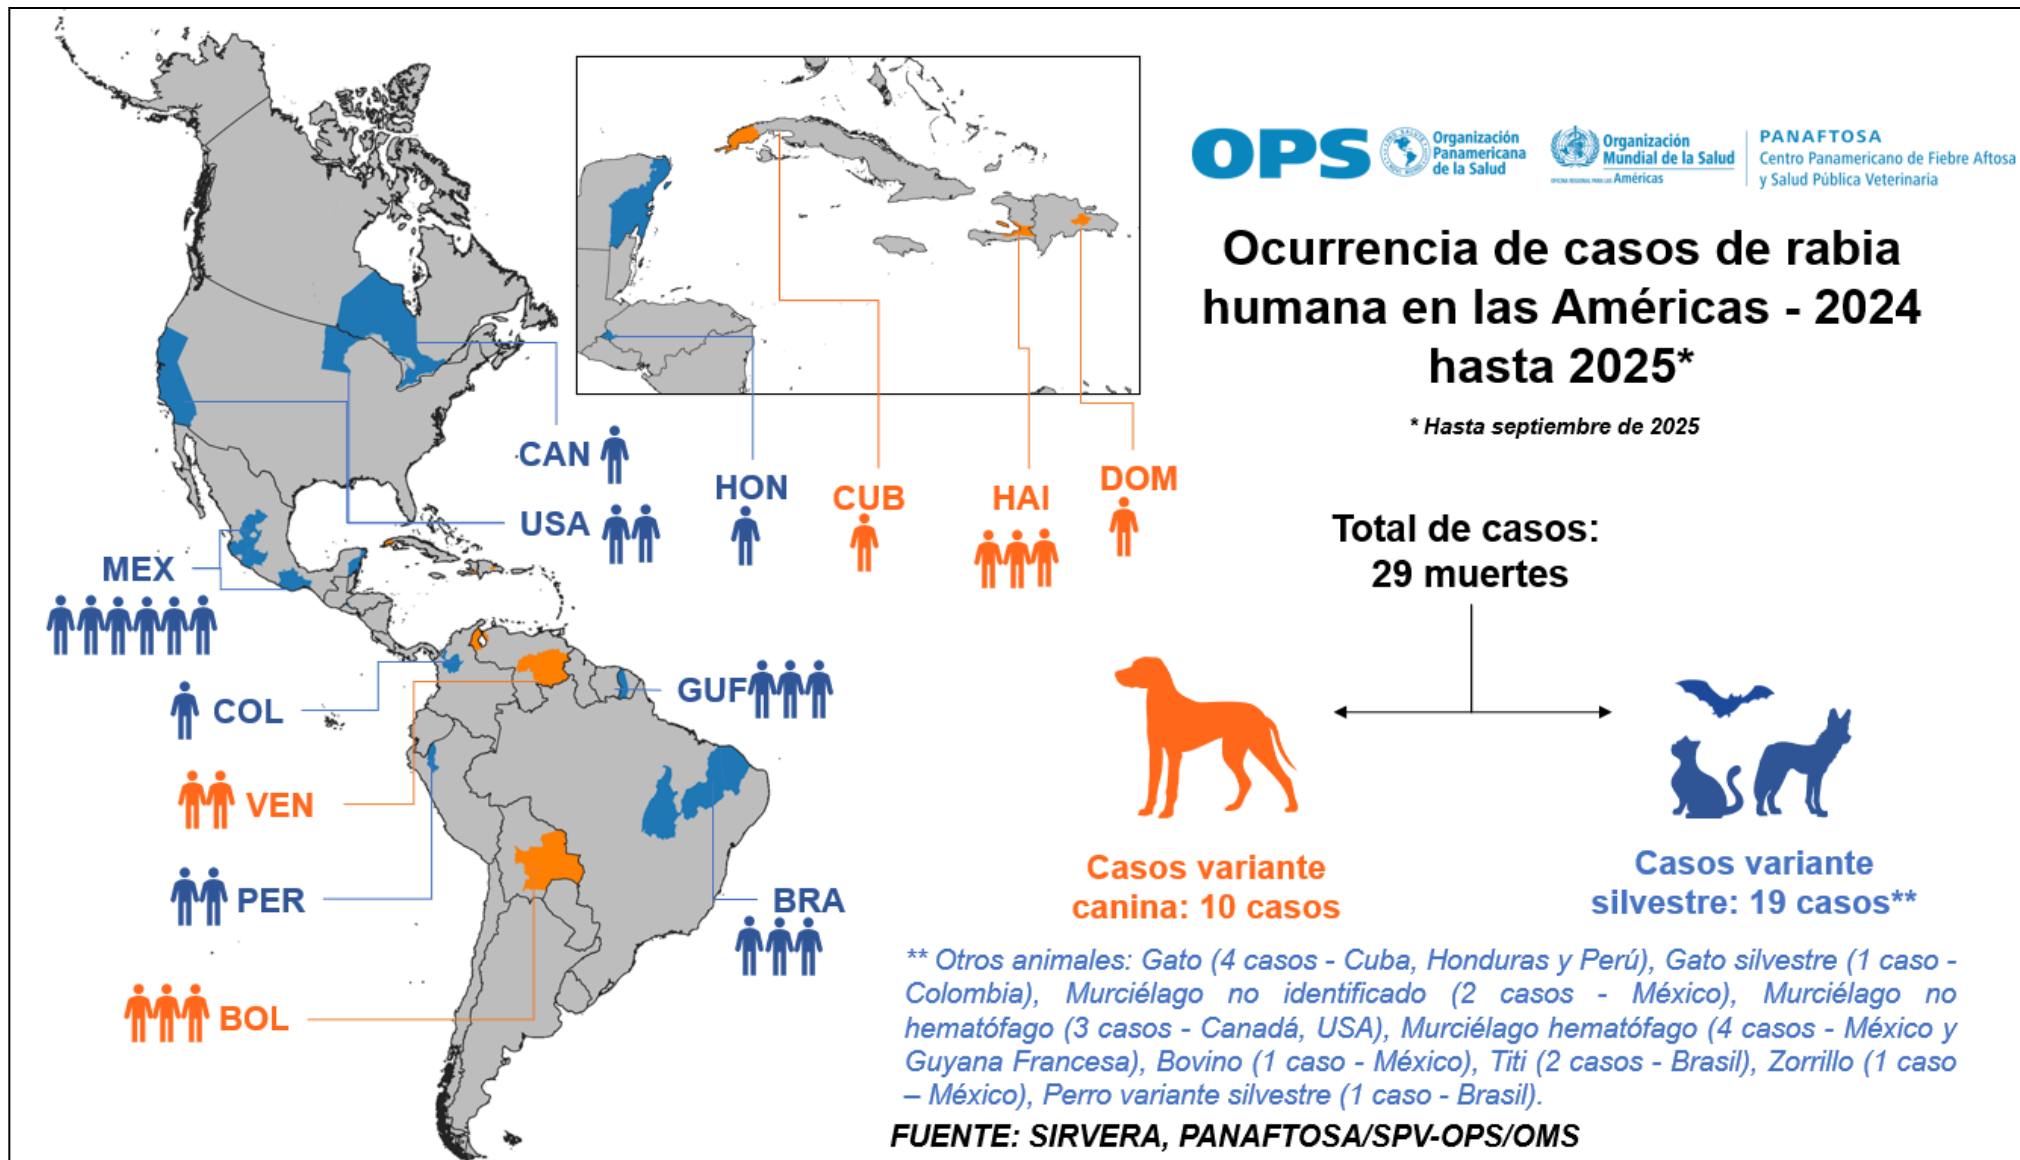 OPS
Organización
Panamericana
de la Salud
Organización
Mundial de la Salud
OFICINA REGIONAL PARA LAS Américas
PANAFTOSA
Centro Panamericano de Fiebre Aftosa
y Salud Pública Veterinaria
Ocurrencia de casos de rabia
humana en las Américas - 2024
hasta 2025*
* Hasta septiembre de 2025
CAN
USA
HON
CUB
HAI
DOM
MEX
COL
GUF
VEN
PER
BRA
BOL
Total de casos:
29 muertes
Casos variante
canina: 10 casos
Casos variante
silvestre: 19 casos**
** Otros animales: Gato (4 casos - Cuba, Honduras y Perú), Gato silvestre (1 caso -
Colombia), Murciélago no identificado (2 casos - México), Murciélago no
hematófago (3 casos - Canadá, USA), Murciélago hematófago (4 casos - México y
Guyana Francesa), Bovino (1 caso - México), Titi (2 casos - Brasil), Zorrillo (1 caso
– México), Perro variante silvestre (1 caso - Brasil).
FUENTE: SIRVERA, PANAFTOSA/SPV-OPS/OMS